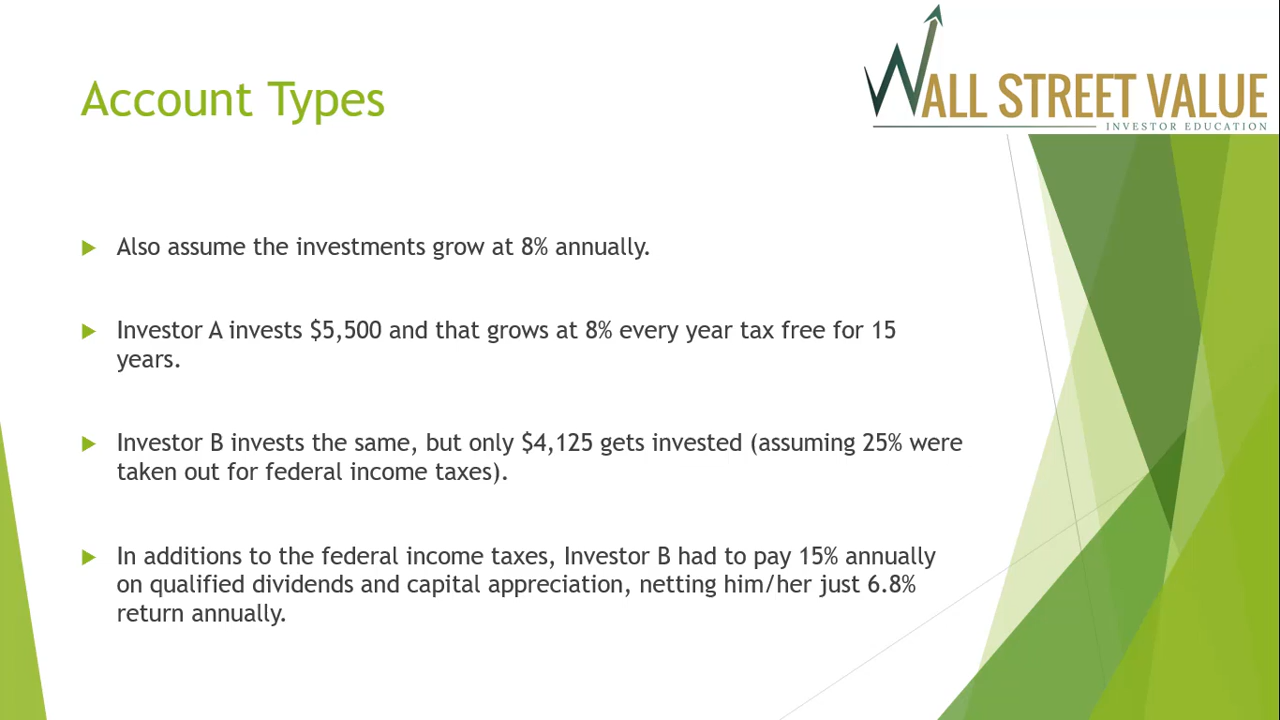 Account Types
WALL STREET VALUE
INVESTOR EDUCATION
Also assume the investments grow at 8% annually.
Investor A invests $5,500 and that grows at 8% every year tax free for 15
years.
Investor B invests the same, but only $4,125 gets invested (assuming 25% were
taken out for federal income taxes).
In additions to the federal income taxes, Investor B had to pay 15% annually
on qualified dividends and capital appreciation, netting him/her just 6.8%
return annually.